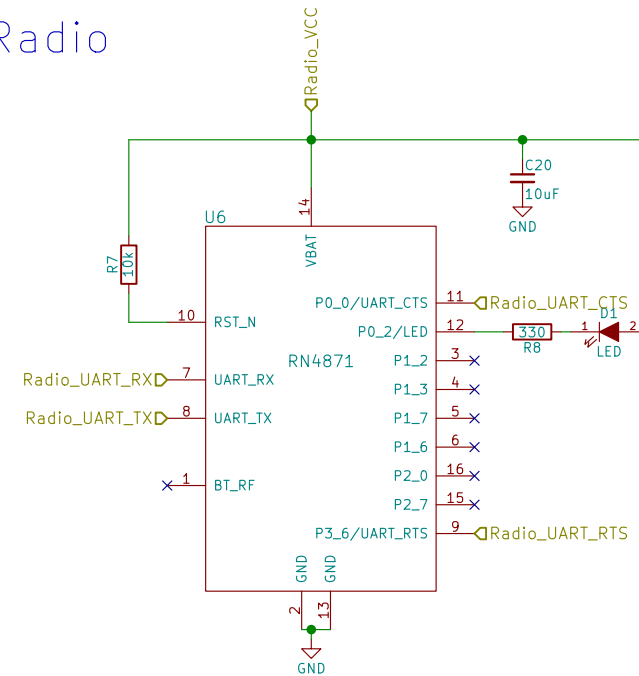 Radio
Radio_VCC
C20
10uF
GND
U6
14
VBAT
R7
10k
10
RST_N
P0_0/UART_CTS
11
Radio_UART_CTS
D1
P0_2/LED
12
330
R8
1
2
LED
RN4871
P1_2
3
P1_3
4
Radio_UART_RX
7
UART_RX
Radio_UART_TX
8
UART_TX
P1_7
5
P1_6
6
P2_0
16
1
BT_RF
P2_7
15
P3_6/UART_RTS
9
Radio_UART_RTS
GND
GND
2
13
GND